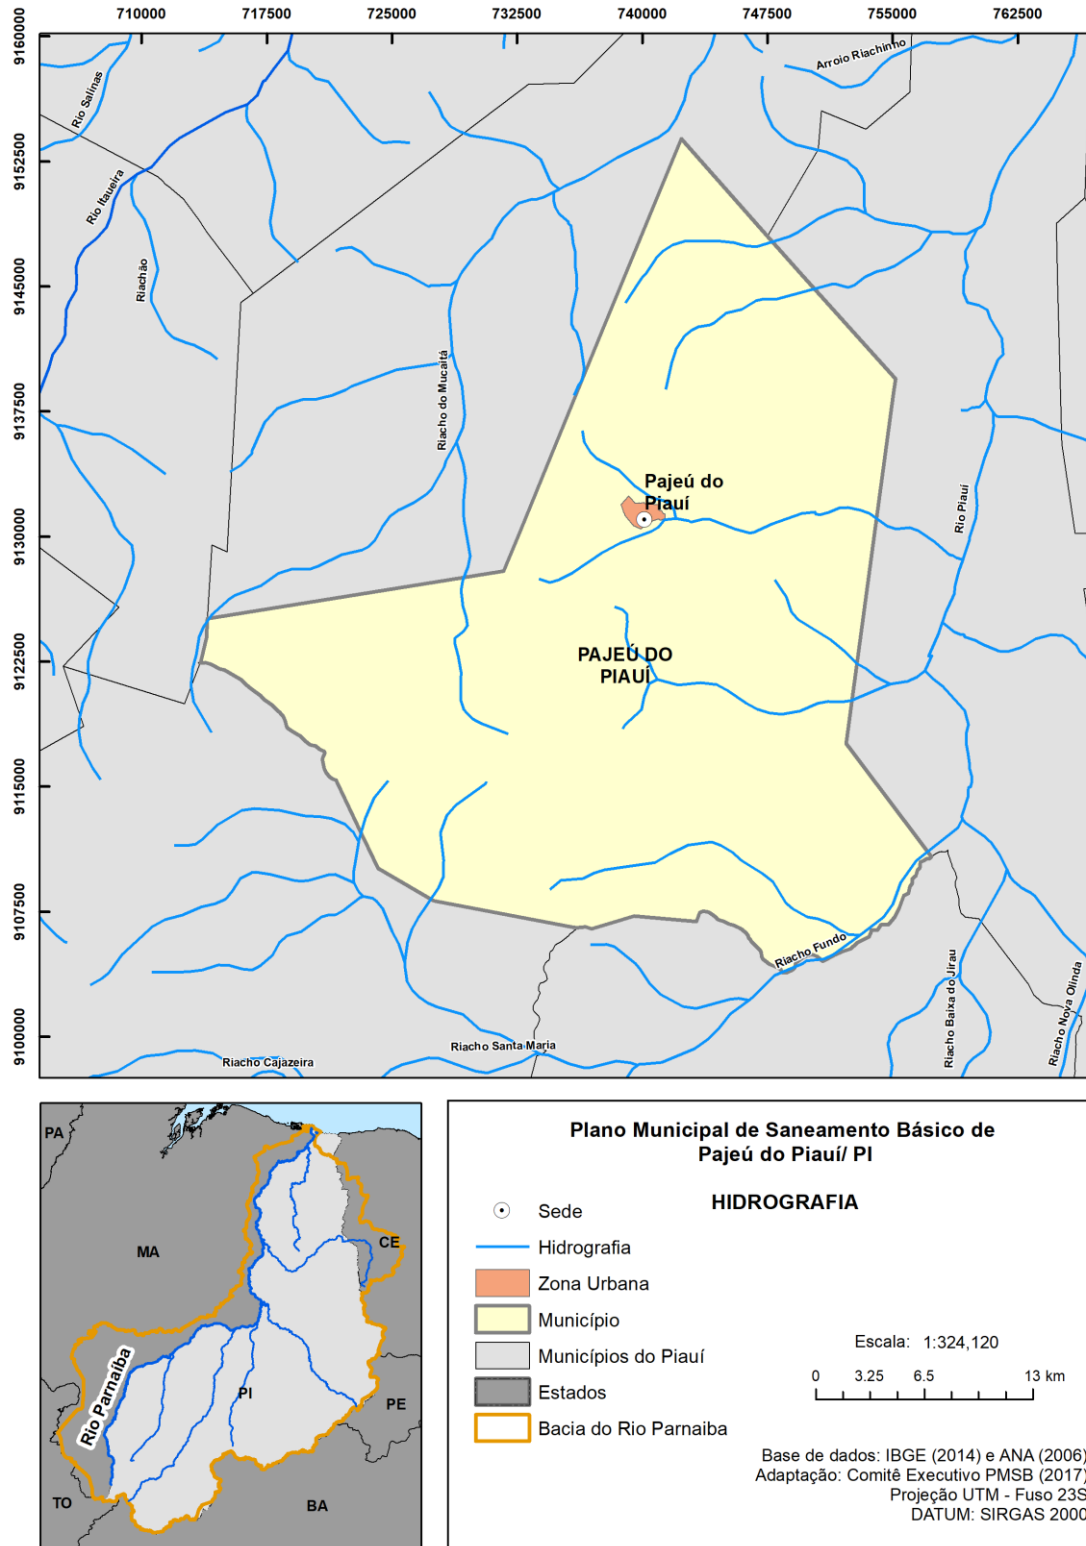 710000 717500 725000 732500 740000 747500 755000 762500
9160000
9152500
9145000
9137500
9130000
9122500
9115000
9107500
9100000
Arroio Riachinho
Rio Salinas
Rio Itaueira
Riachão
Riacho do Mucaitá
Rio Piauí
Pajeú do
Piauí
PAJEÚ DO
PIAUÍ
Riacho Fundo
Riacho Baixa do Jirau
Riacho Nova Olinda
Riacho Santa Maria
Riacho Cajazeira
PA
MA
CE
PI
PE
TO
BA
Rio Parnaíba
Plano Municipal de Saneamento Básico de
Pajeú do Piauí/ PI
HIDROGRAFIA
Sede
Hidrografia
Zona Urbana
Município
Municípios do Piauí
Estados
Bacia do Rio Parnaiba
Escala: 1:324,120
0 3.25 6.5 13 km
Base de dados: IBGE (2014) e ANA (2006)
Adaptação: Comitê Executivo PMSB (2017)
Projeção UTM - Fuso 23S
DATUM: SIRGAS 2000